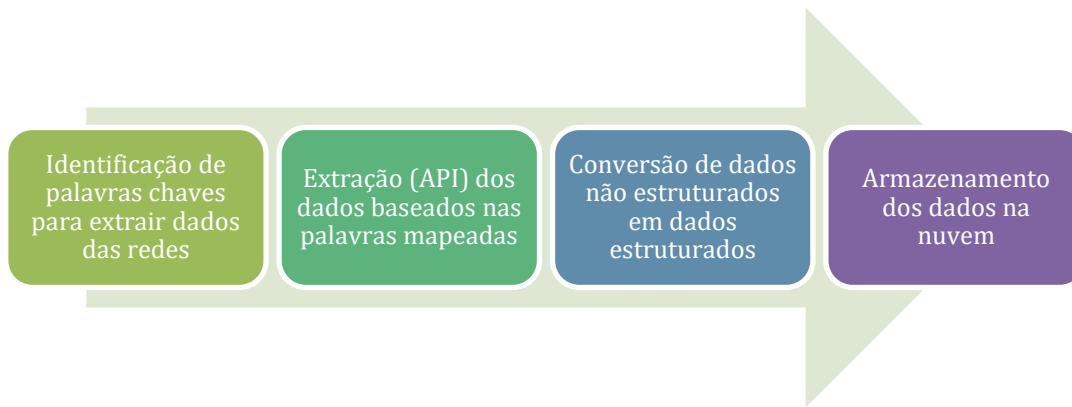 Identificação de
palavras chaves
para extrair dados
das redes
Extração (API) dos
dados baseados nas
palavras mapeadas
Conversão de dados
não estruturados
em dados
estruturados
Armazenamento
dos dados na
nuvem